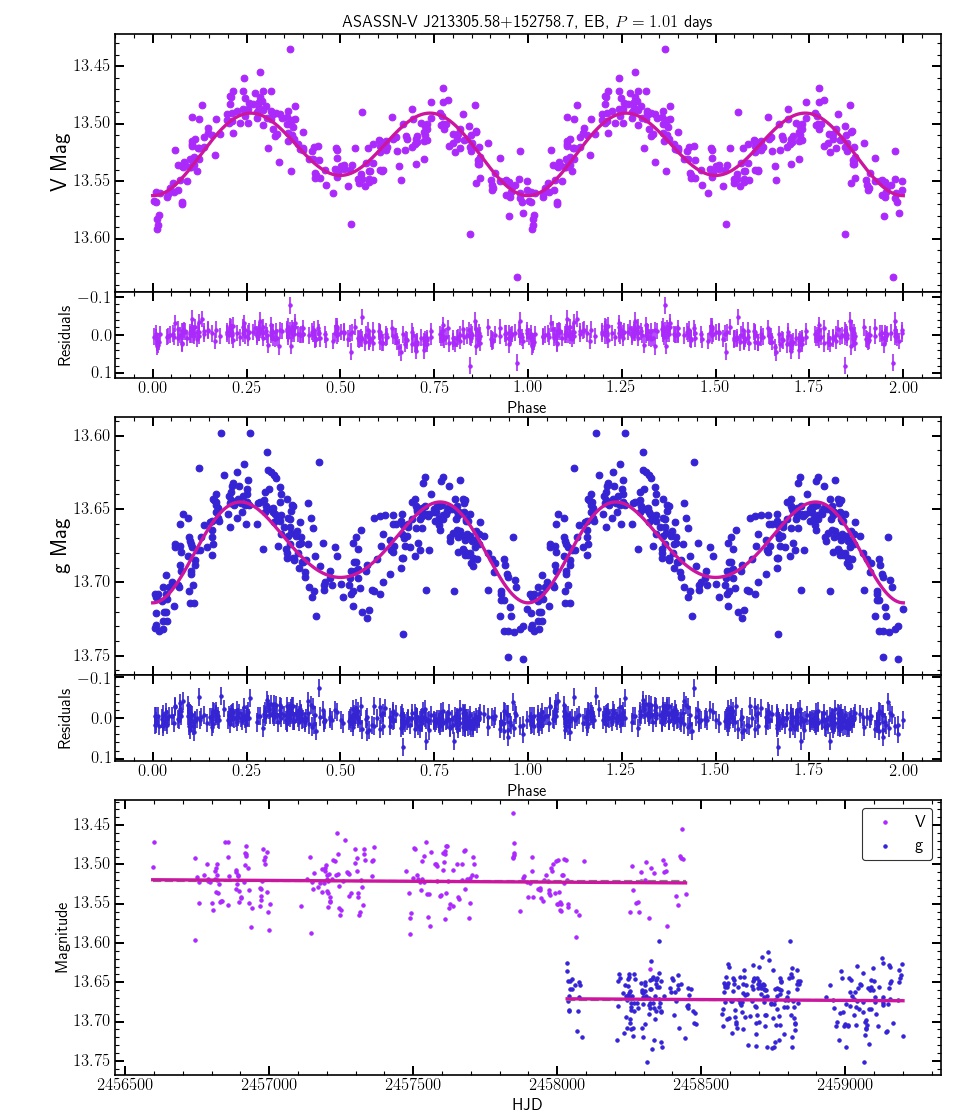 ASASSN-V J213305.58+152758.7, EB, P = 1.01 days
V Mag
13.45
13.50
13.55
13.60
Residuals
−0.1
0.0
0.1
0.00 0.25 0.50 0.75 1.00 1.25 1.50 1.75 2.00
Phase
g Mag
13.60
13.65
13.70
13.75
Residuals
−0.1
0.0
0.1
0.00 0.25 0.50 0.75 1.00 1.25 1.50 1.75 2.00
Phase
Magnitude
13.45
13.50
13.55
13.60
13.65
13.70
13.75
V
g
2456500 2457000 2457500 2458000 2458500 2459000
HJD